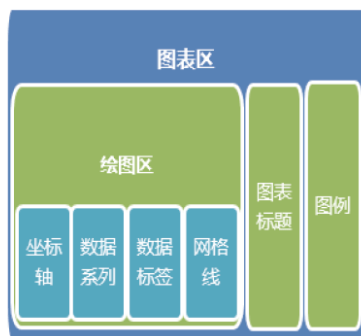 图表区
绘图区
图表
标题
图例
坐标
轴
数据
系列
数据
标签
网格
线